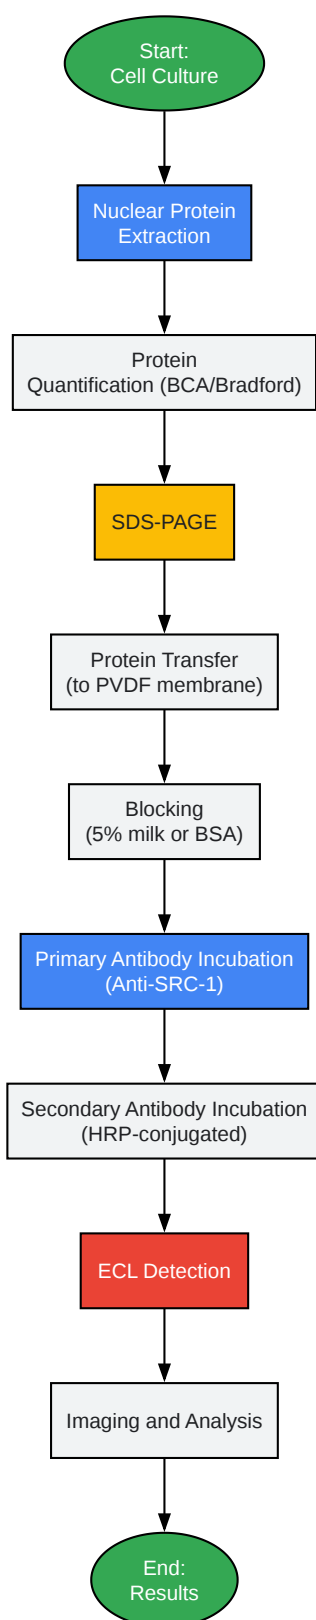 Start:
Cell Culture
Nuclear Protein
Extraction
Protein
Quantification (BCA/Bradford)
SDS-PAGE
Protein Transfer
(to PVDF membrane)
Blocking
(5% milk or BSA)
Primary Antibody Incubation
(Anti-SRC-1)
Secondary Antibody Incubation
(HRP-conjugated)
ECL Detection
Imaging and Analysis
End:
Results